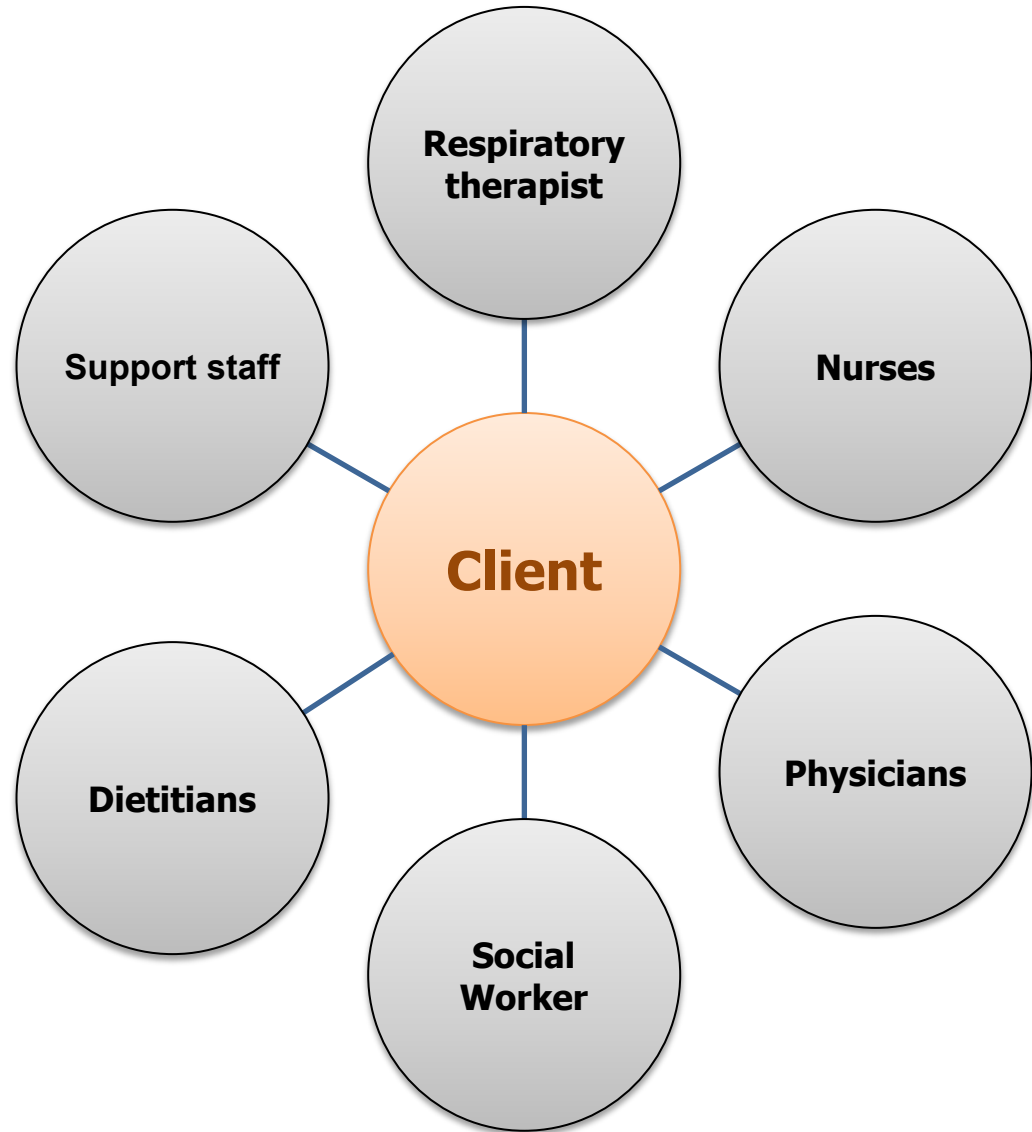 Respiratory
therapist
Support staff
Nurses
Client
Dietitians
Physicians
Social
Worker